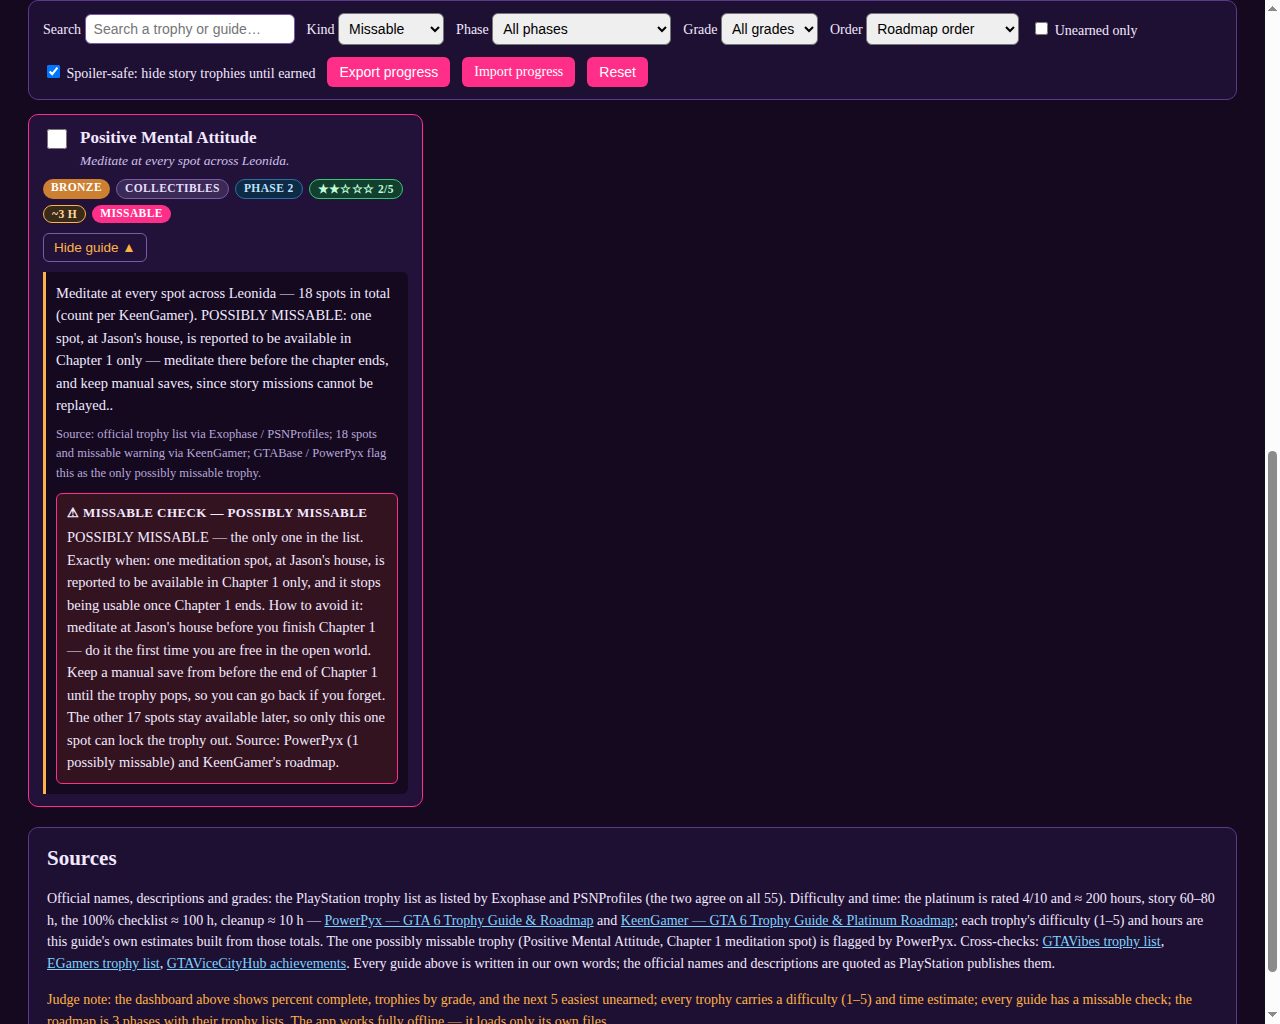 Search Search a trophy or guide… Kind Missable Phase All phases Grade All grades Order Roadmap order Unearned only
Spoiler-safe: hide story trophies until earned Export progress Import progress Reset
Positive Mental Attitude
Meditate at every spot across Leonida.
BRONZE COLLECTIBLES PHASE 2 ★★☆☆☆ 2/5
~3 H MISSABLE
Hide guide ▲
Meditate at every spot across Leonida — 18 spots in total
(count per KeenGamer). POSSIBLY MISSABLE: one
spot, at Jason's house, is reported to be available in
Chapter 1 only — meditate there before the chapter ends,
and keep manual saves, since story missions cannot be
replayed..
Source: official trophy list via Exophase / PSNProfiles; 18 spots
and missable warning via KeenGamer; GTABase / PowerPyx flag
this as the only possibly missable trophy.
⚠ MISSABLE CHECK — POSSIBLY MISSABLE
POSSIBLY MISSABLE — the only one in the list.
Exactly when: one meditation spot, at Jason's house, is
reported to be available in Chapter 1 only, and it stops
being usable once Chapter 1 ends. How to avoid it:
meditate at Jason's house before you finish Chapter 1
— do it the first time you are free in the open world.
Keep a manual save from before the end of Chapter 1
until the trophy pops, so you can go back if you forget.
The other 17 spots stay available later, so only this one
spot can lock the trophy out. Source: PowerPyx (1
possibly missable) and KeenGamer's roadmap.
Sources
Official names, descriptions and grades: the PlayStation trophy list as listed by Exophase and PSNProfiles (the two agree on all 55). Difficulty and time: the platinum is rated 4/10 and ≈ 200 hours, story 60–80
h, the 100% checklist ≈ 100 h, cleanup ≈ 10 h — PowerPyx — GTA 6 Trophy Guide & Roadmap and KeenGamer — GTA 6 Trophy Guide & Platinum Roadmap; each trophy's difficulty (1–5) and hours are
this guide's own estimates built from those totals. The one possibly missable trophy (Positive Mental Attitude, Chapter 1 meditation spot) is flagged by PowerPyx. Cross-checks: GTAVibes trophy list,
EGamers trophy list, GTAViceCityHub achievements. Every guide above is written in our own words; the official names and descriptions are quoted as PlayStation publishes them.
Judge note: the dashboard above shows percent complete, trophies by grade, and the next 5 easiest unearned; every trophy carries a difficulty (1–5) and time estimate; every guide has a missable check; the
roadmap is 3 phases with their trophy lists. The app works fully offline — it loads only its own files.